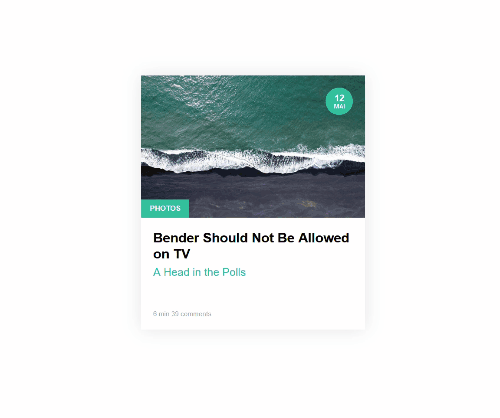 12
MAI
PHOTOS
Bender Should Not Be Allowed
on TV
A Head in the Polls
6 min 39 comments